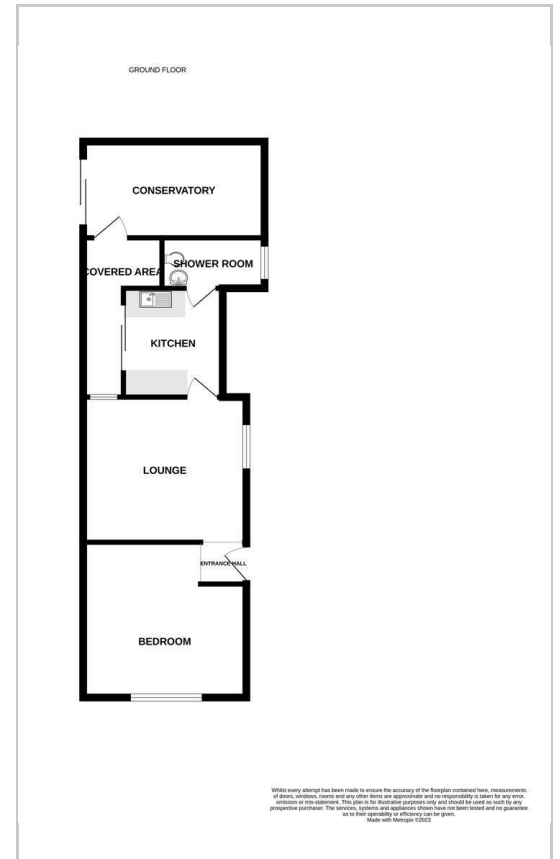 GROUND FLOOR
CONSERVATORY
COVERED AREA
SHOWER ROOM
KITCHEN
LOUNGE
ENTRANCE HALL
BEDROOM
Whilst every attempt has been made to ensure the accuracy of the floorplan contained here, measurements
of doors, windows, rooms and any other items are approximate and no responsibility is taken for any error,
omission or mis-statement. This plan is for illustrative purposes only and should be used as such by any
prospective purchaser. The services, systems and appliances shown have not been tested and no guarantee
as to their operability or efficiency can be given.
Made with Metropix ©2023